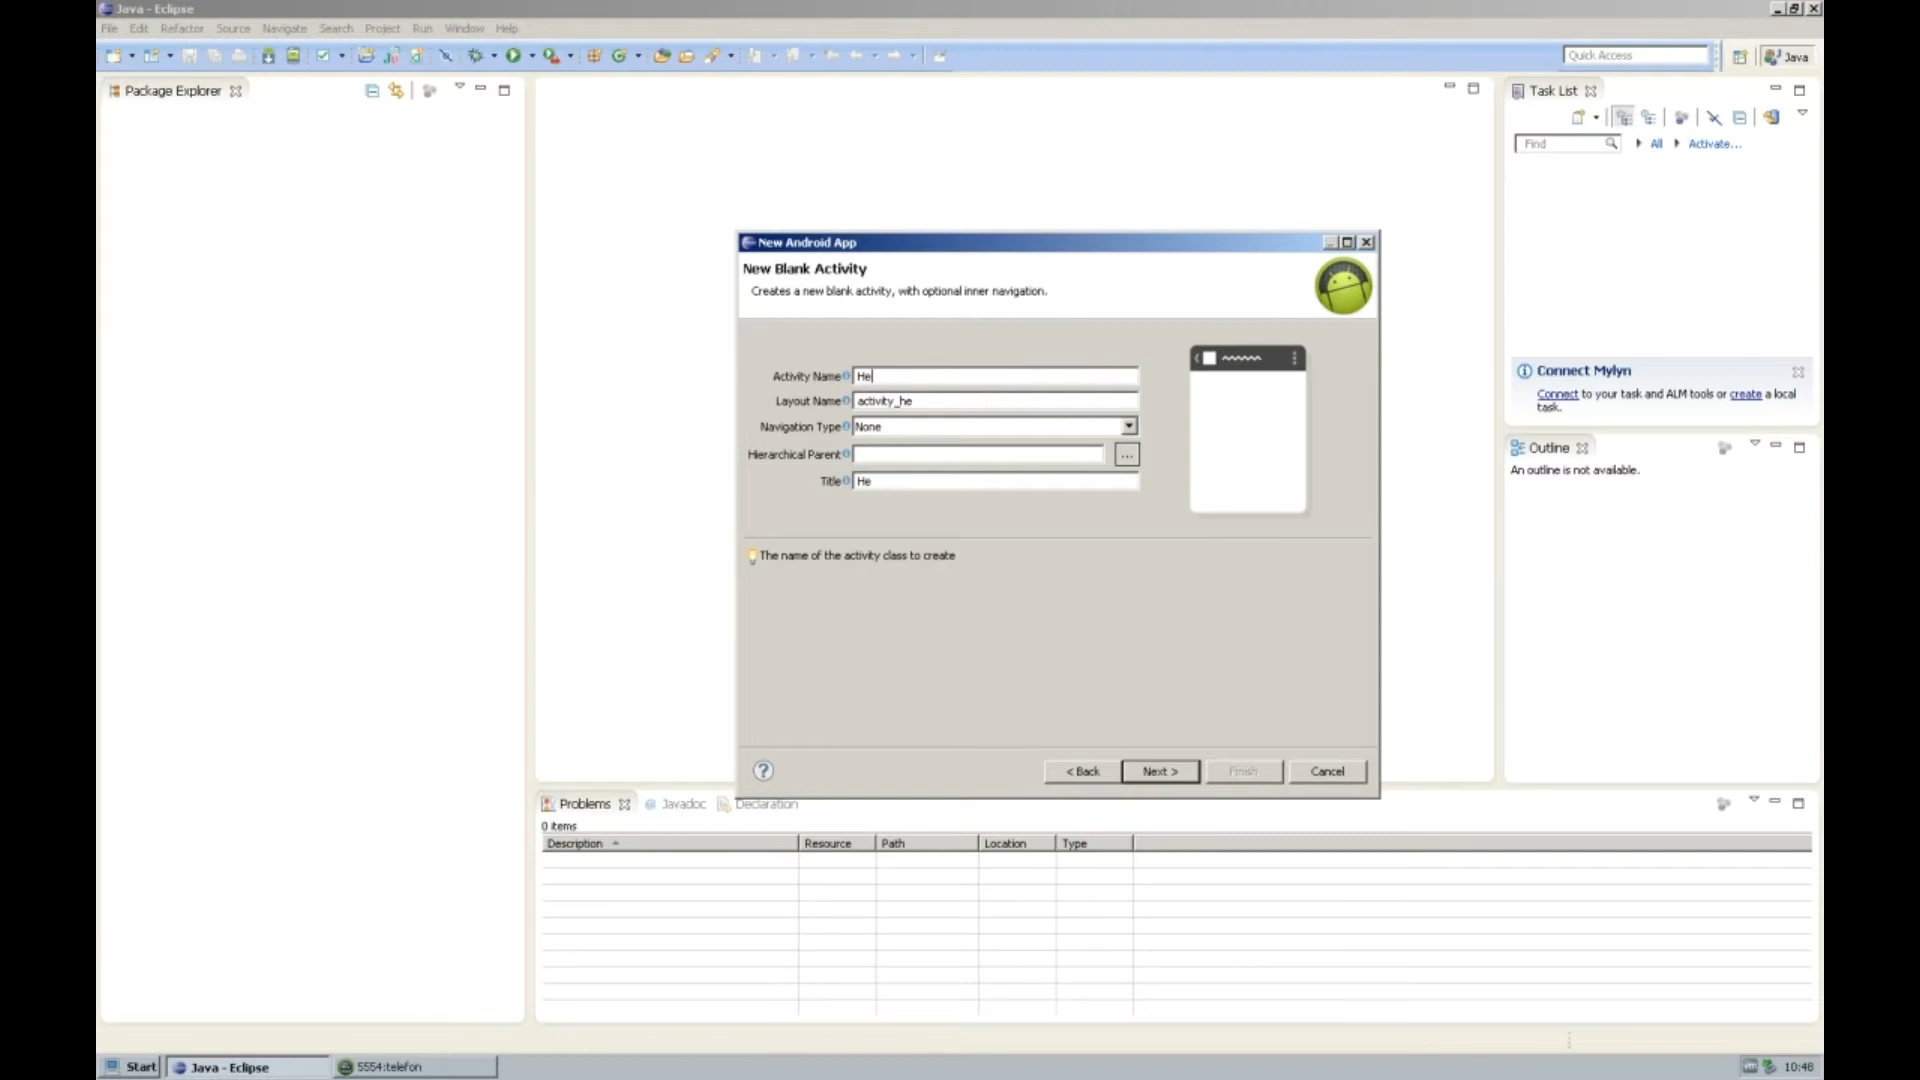 Java - Eclipse
File Edit Refactor Source Navigate Search Project Run Window Help
Quick Access
Java
Package Explorer
Task List
Find
All
Activate...
New Android App
New Blank Activity
Creates a new blank activity, with optional inner navigation.
Activity Name
He
Layout Name
activity_he
Navigation Type
None
Hierarchical Parent
...
Title
He
The name of the activity class to create
?
< Back
Next >
Finish
Cancel
Connect Mylyn
Connect to your task and ALM tools or create a local
task.
Outline
An outline is not available.
Problems
@ Javadoc
Declaration
0 items
Description
Resource
Path
Location
Type
Start
Java - Eclipse
5554:telefon
10:48